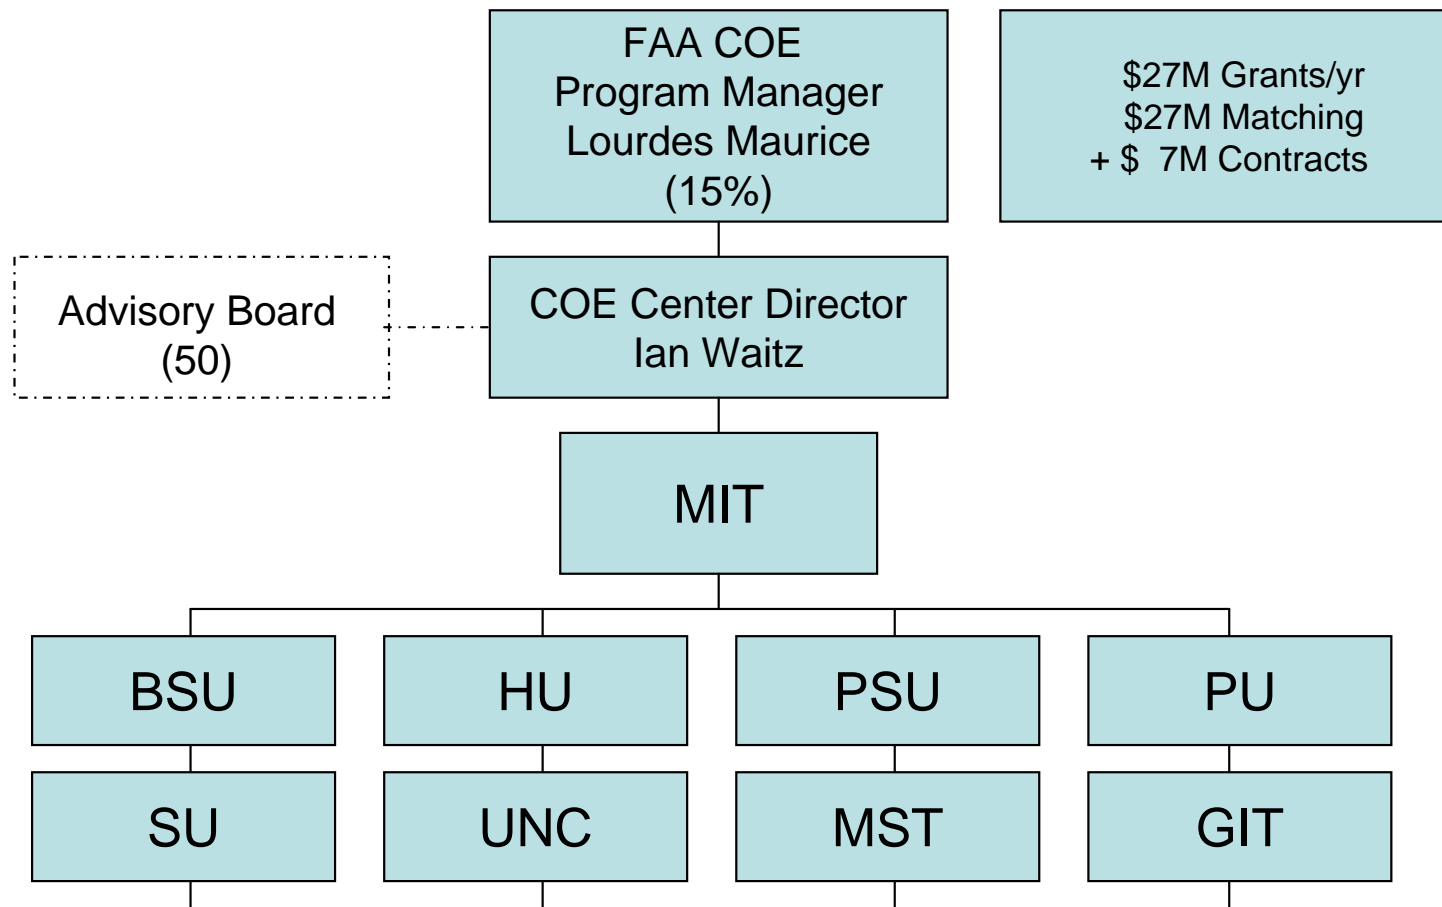 FAA COE
Program Manager
Lourdes Maurice
(15%)
$27M Grants/yr
$27M Matching
+ $ 7M Contracts
Advisory Board
(50)
COE Center Director
Ian Waitz
MIT
BSU
HU
PSU
PU
SU
UNC
MST
GIT